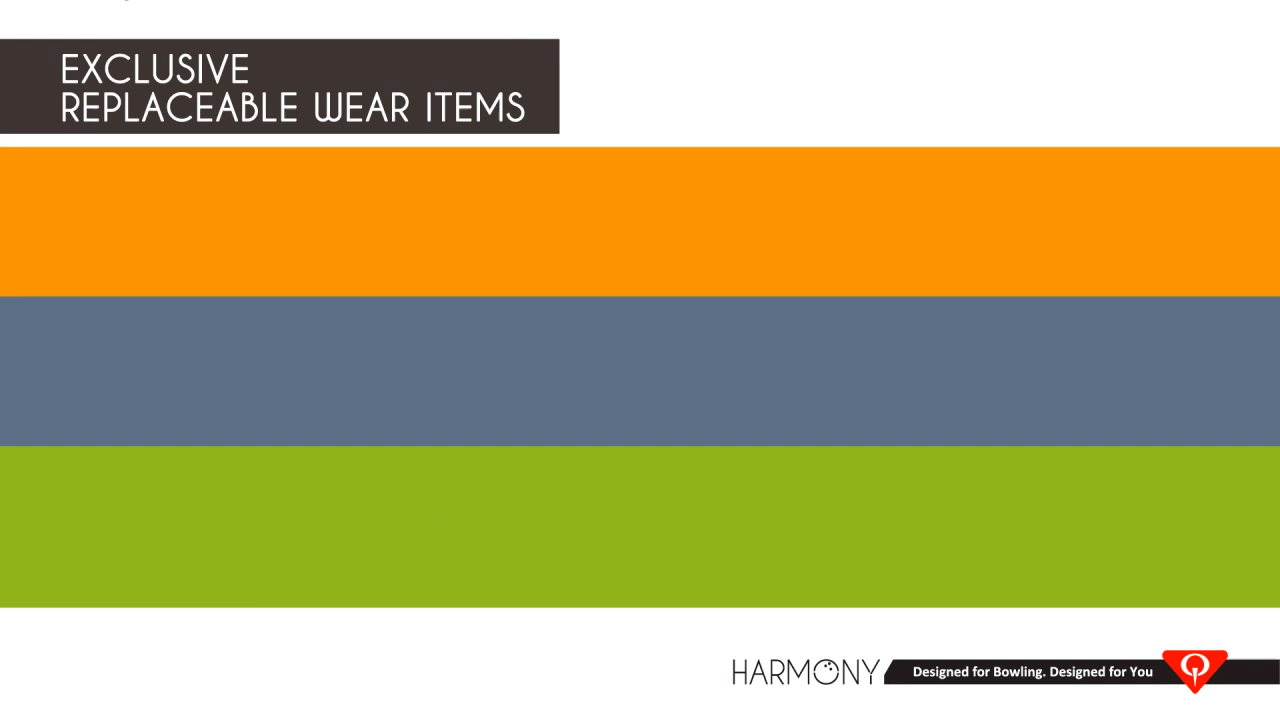 EXCLUSIVE
REPLACEABLE WEAR ITEMS
HARMONY
Designed for Bowling. Designed for You